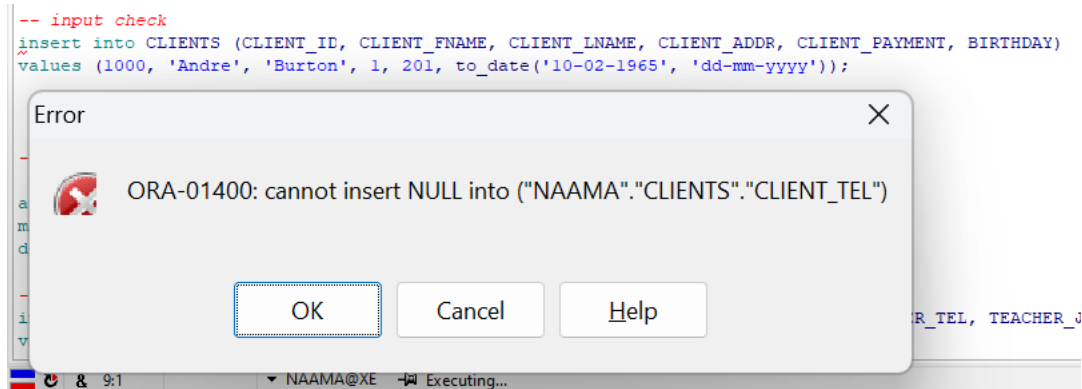 -- input check
insert into CLIENTS (CLIENT_ID, CLIENT_FNAME, CLIENT_LNAME, CLIENT_ADDR, CLIENT_PAYMENT, BIRTHDAY)
values (1000, 'Andre', 'Burton', 1, 201, to_date('10-02-1965', 'dd-mm-yyyy'));
Error
ORA-01400: cannot insert NULL into ("NAAMA"."CLIENTS"."CLIENT_TEL")
OK Cancel Help
R_TEL, TEACHER_J
& 9:1 NAAMA@XE Executing...